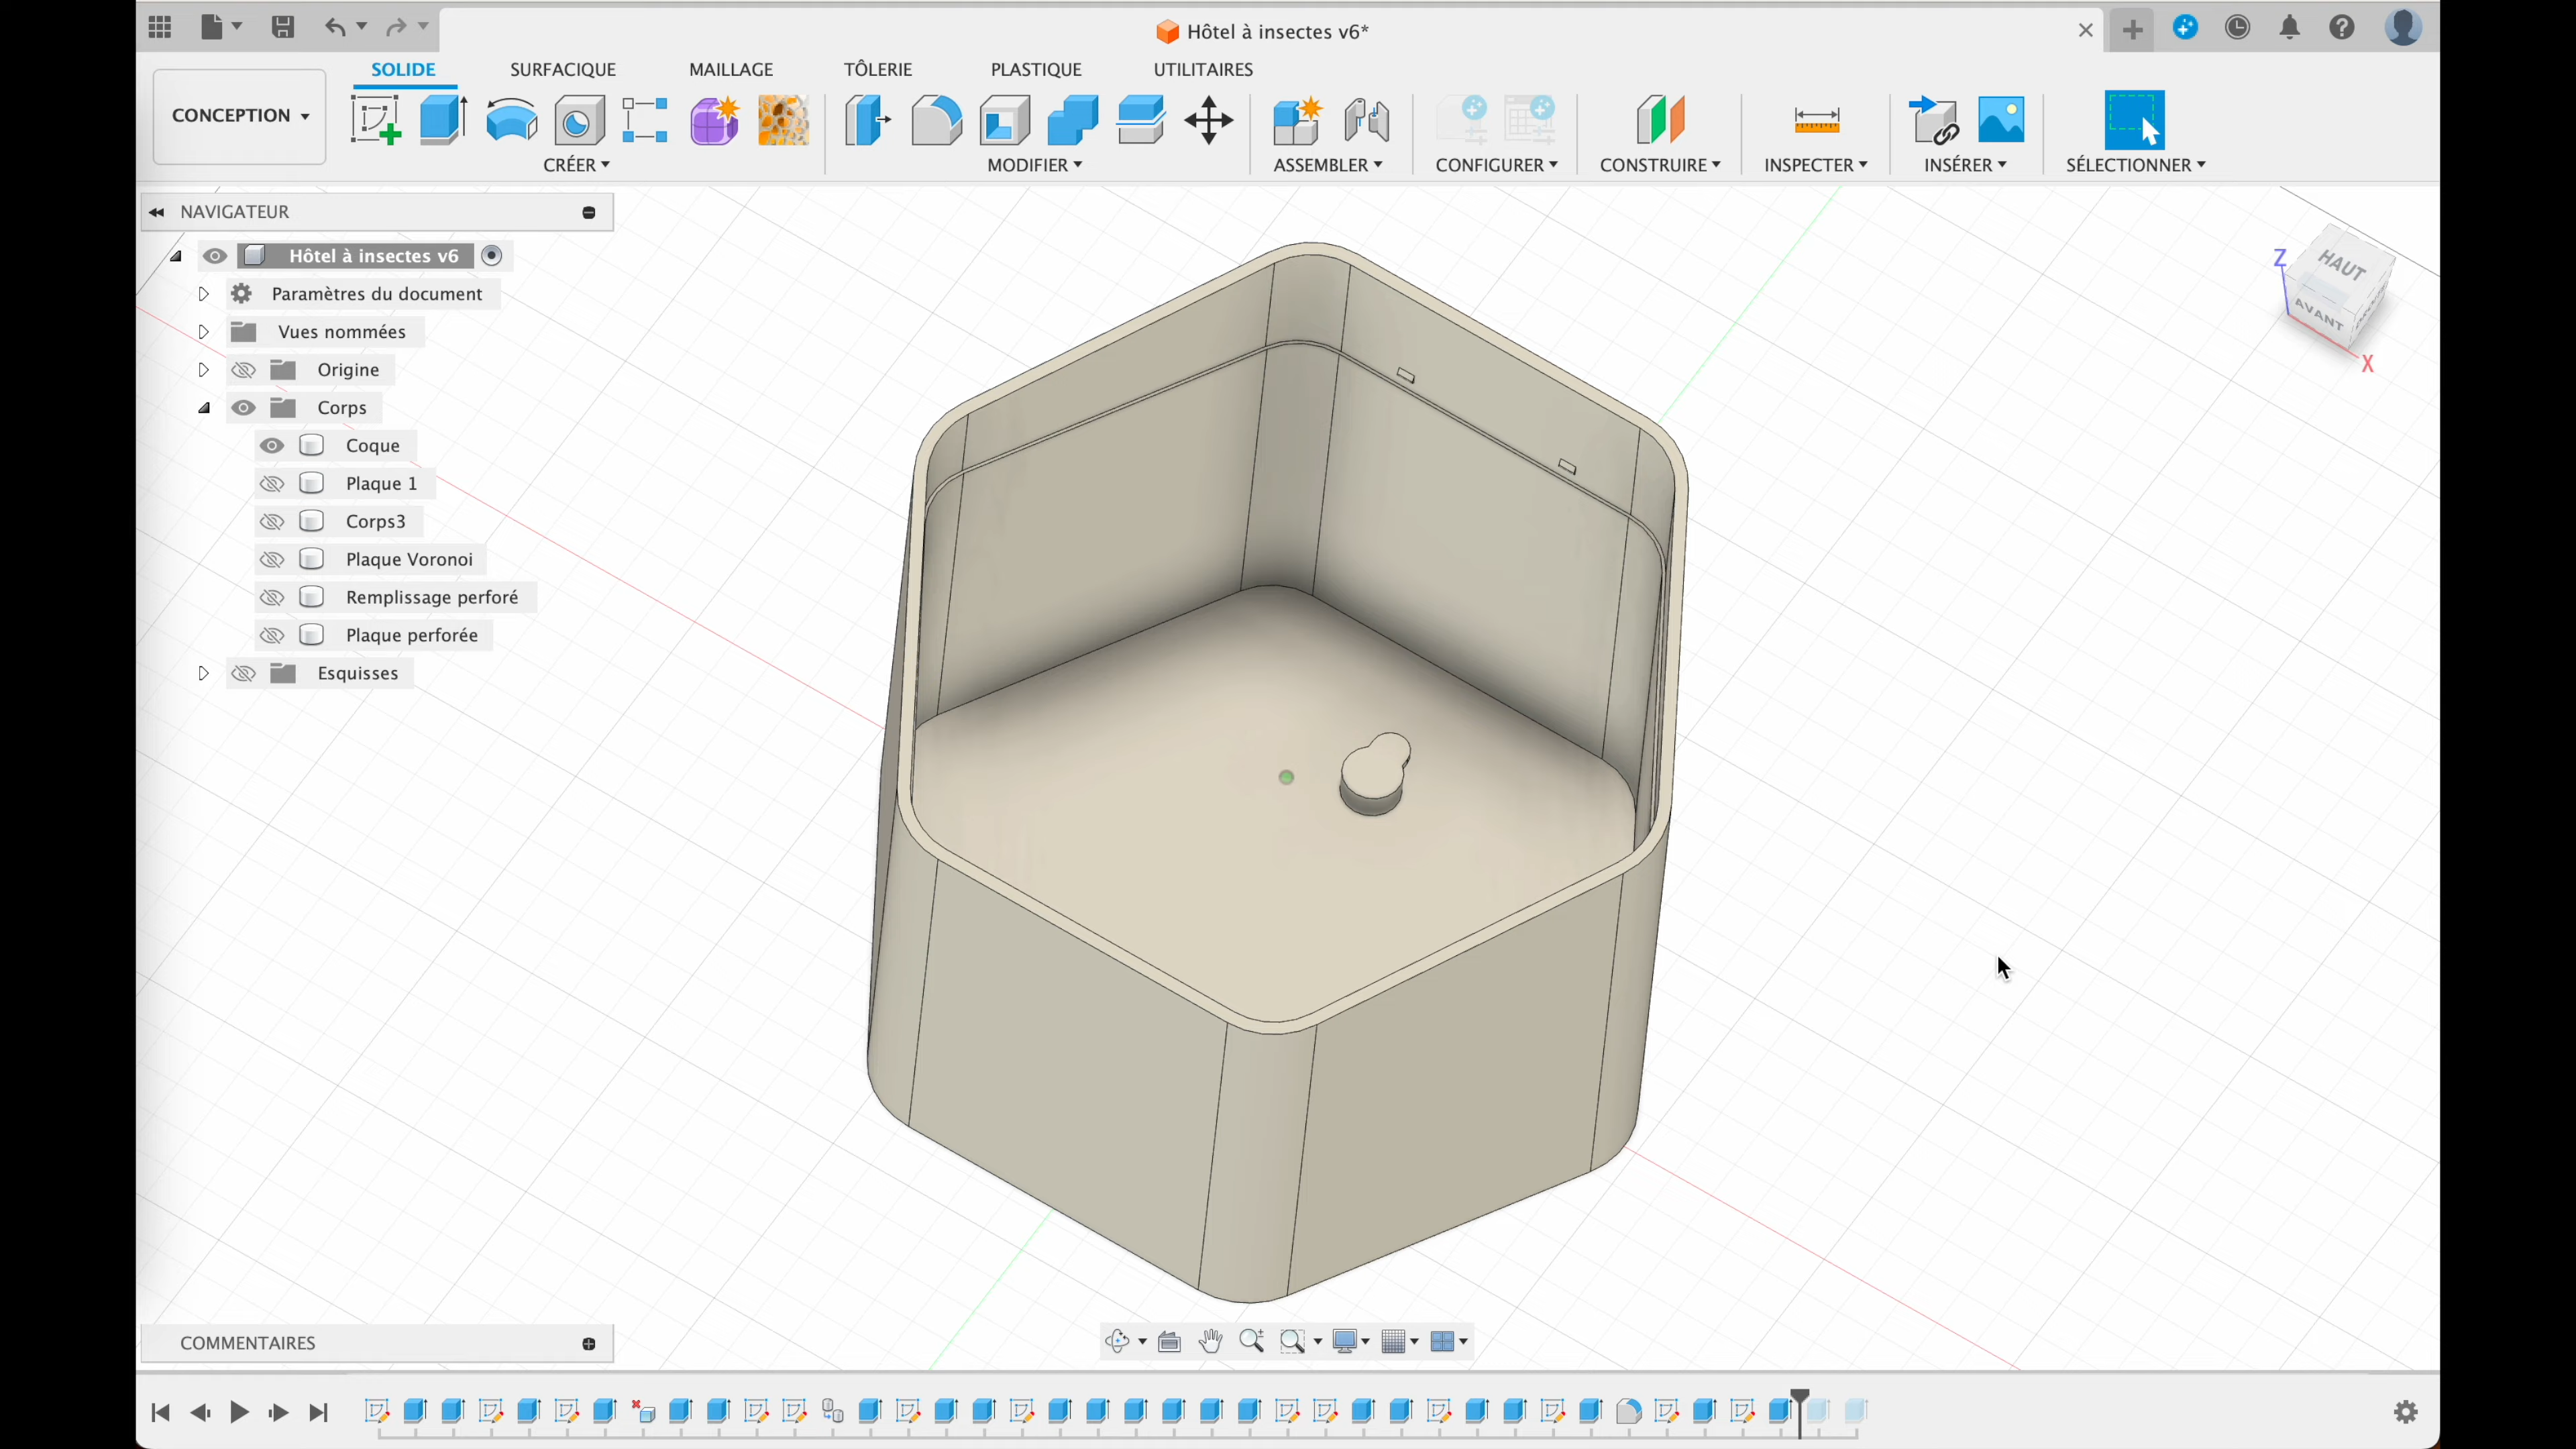 Hôtel à insectes v6*
SOLIDE SURFACIQUE MAILLAGE TÔLERIE PLASTIQUE UTILITAIRES
CONCEPTION
CRÉER MODIFIER ASSEMBLER CONFIGURER CONSTRUIRE INSPECTER INSÉRER SÉLECTIONNER
NAVIGATEUR
Hôtel à insectes v6
Paramètres du document
Vues nommées
Origine
Corps
Coque
Plaque 1
Corps3
Plaque Voronoi
Remplissage perforé
Plaque perforée
Esquisses
Z
HAUT
AVANT
X
COMMENTAIRES